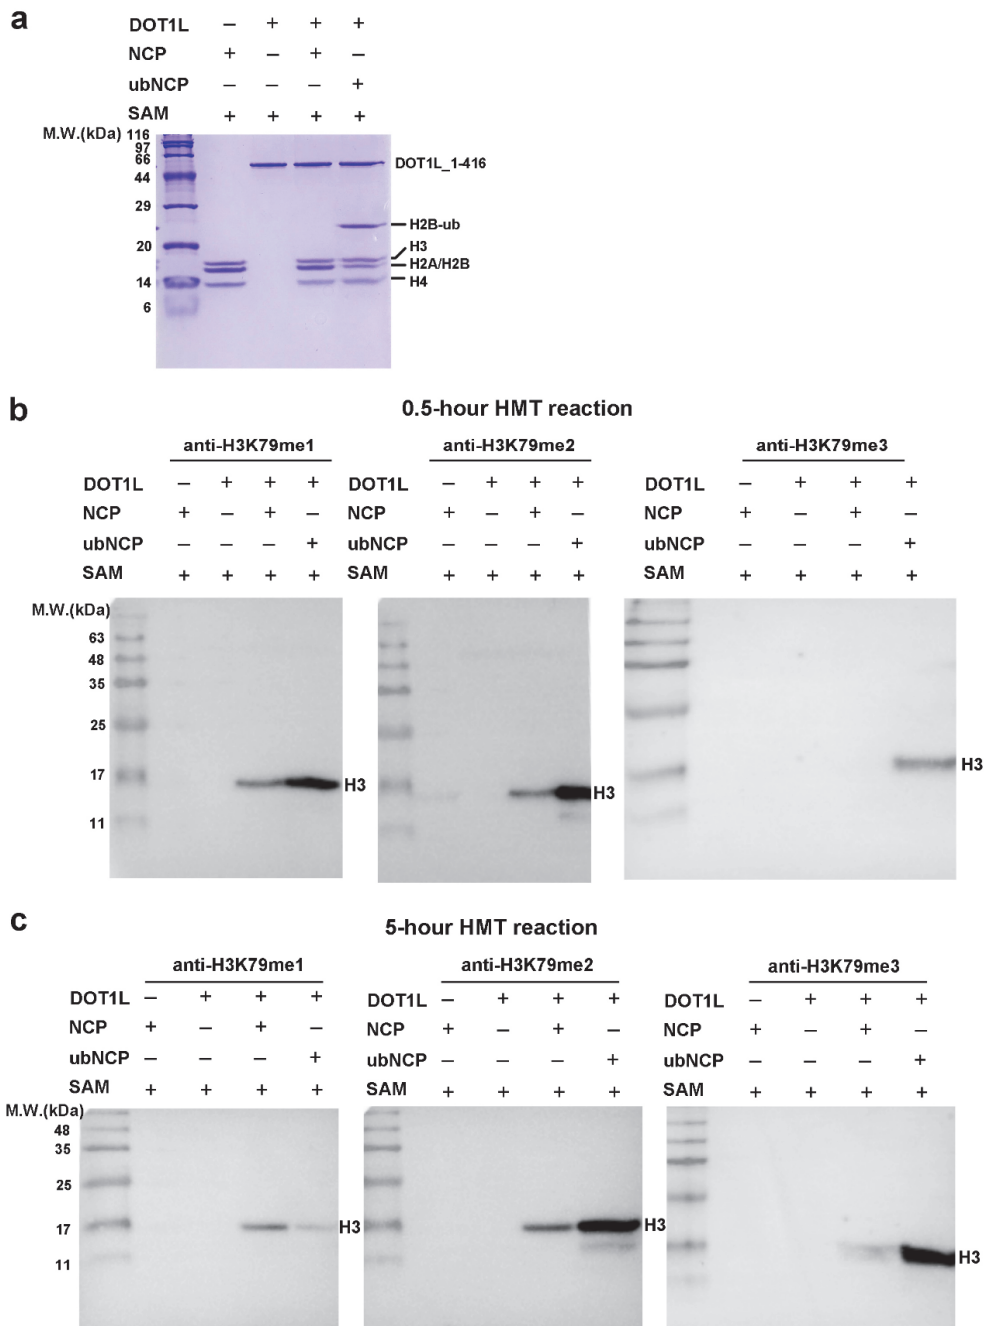 a
DOT1L – + + +
NCP + – + –
ubNCP – – – +
SAM + + + +
M.W.(kDa) 116
97
66
44
29
20
14
6
DOT1L_1-416
H2B-ub
H3
H2A/H2B
H4
b
0.5-hour HMT reaction
anti-H3K79me1 anti-H3K79me2 anti-H3K79me3
DOT1L – + + + DOT1L – + + + DOT1L – + + +
NCP + – + – NCP + – + – NCP + – + –
ubNCP – – – + ubNCP – – – + ubNCP – – – +
SAM + + + + SAM + + + + SAM + + + +
M.W.(kDa)
63
48
35
25
17
11
H3 H3 H3
c
5-hour HMT reaction
anti-H3K79me1 anti-H3K79me2 anti-H3K79me3
DOT1L – + + + DOT1L – + + + DOT1L – + + +
NCP + – + – NCP + – + – NCP + – + –
ubNCP – – – + ubNCP – – – + ubNCP – – – +
SAM + + + + SAM + + + + SAM + + + +
M.W.(kDa)
48
35
25
17
11
H3 H3 H3